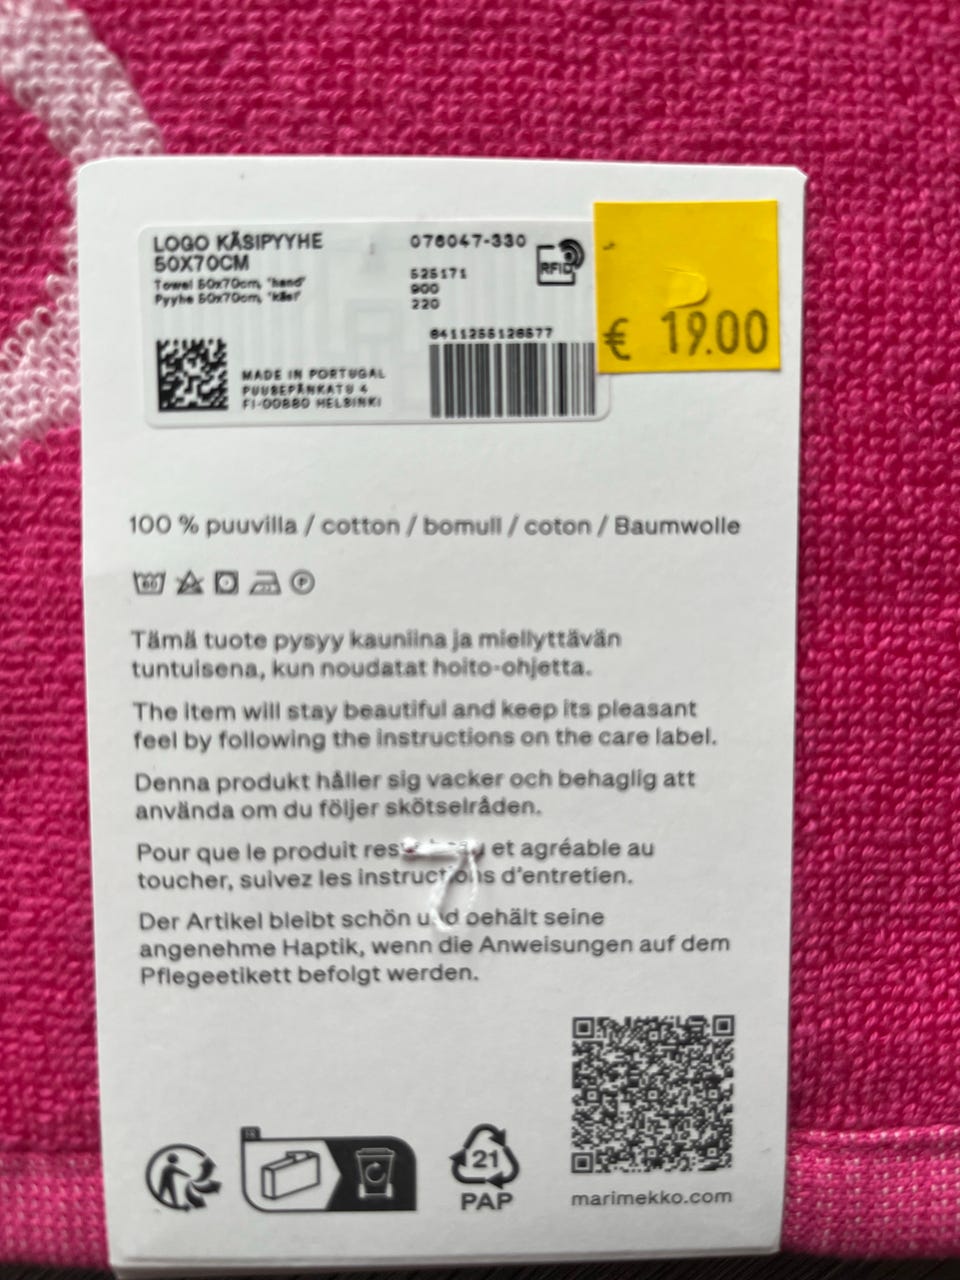 LOGO KÄSIPYYHE
50X70CM
Towel 50x70cm, "hand"
Pyyhe 50x70cm, "käsi"
076047-330
525171
900
220
RFID
6411255126577
MADE IN PORTUGAL
PUUSEPÄNKATU 4
FI-00880 HELSINKI
€ 19.00
100 % puuvilla / cotton / bomull / coton / Baumwolle
60
P
Tämä tuote pysyy kauniina ja miellyttävän
tuntuisena, kun noudatat hoito-ohjetta.
The item will stay beautiful and keep its pleasant
feel by following the instructions on the care label.
Denna produkt håller sig vacker och behaglig att
använda om du följer skötselråden.
Pour que le produit et agréable au
toucher, suivez les instructions d'entretien.
Der Artikel bleibt schön und behält seine
angenehme Haptik, wenn die Anweisungen auf dem
Pflegeetikett befolgt werden.
21
PAP
marimekko.com